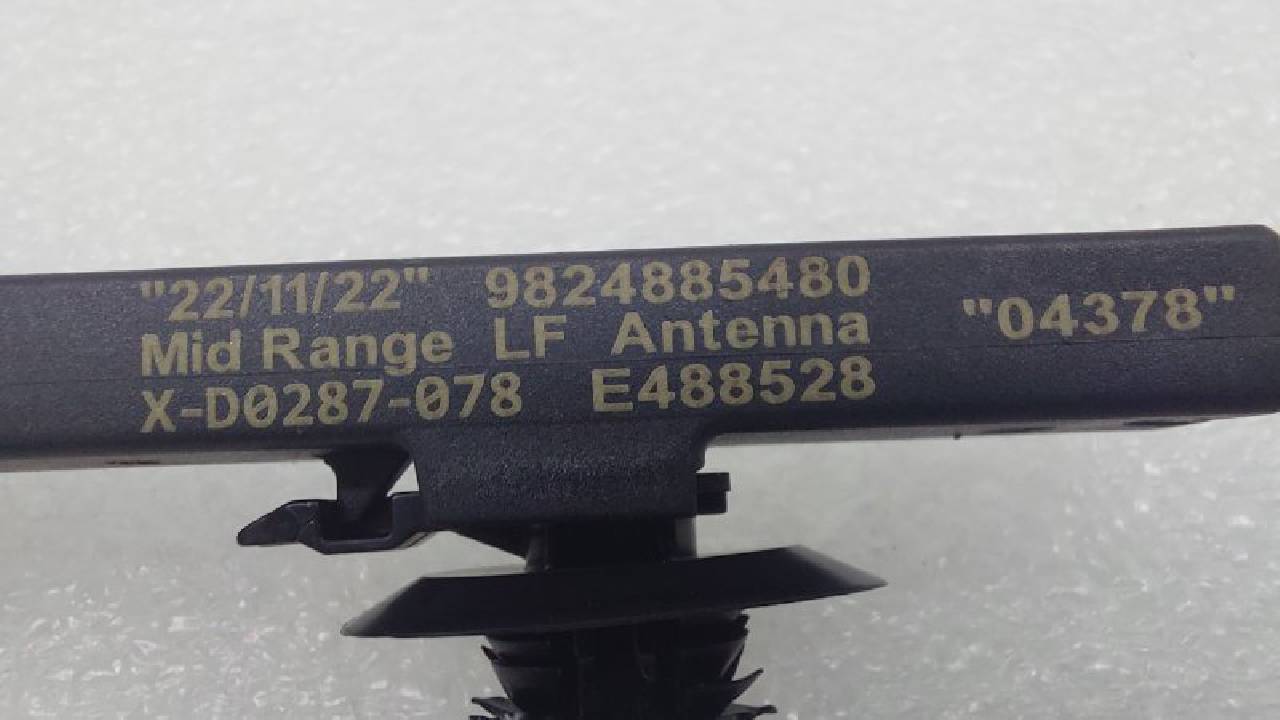 "22/11/22" 9824885480
Mid Range LF Antenna "04378"
X-D0287-078 E488528